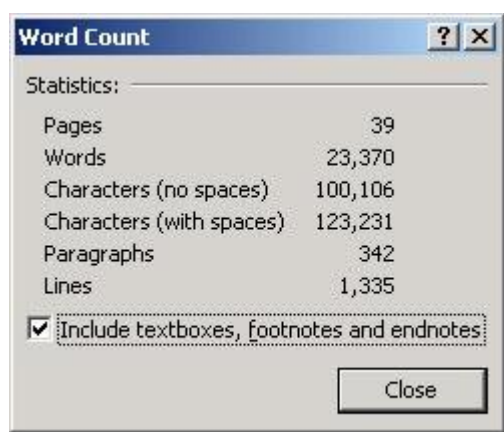 Word Count
Statistics:
Pages 39
Words 23,370
Characters (no spaces) 100,106
Characters (with spaces) 123,231
Paragraphs 342
Lines 1,335
Include textboxes, footnotes and endnotes
Close